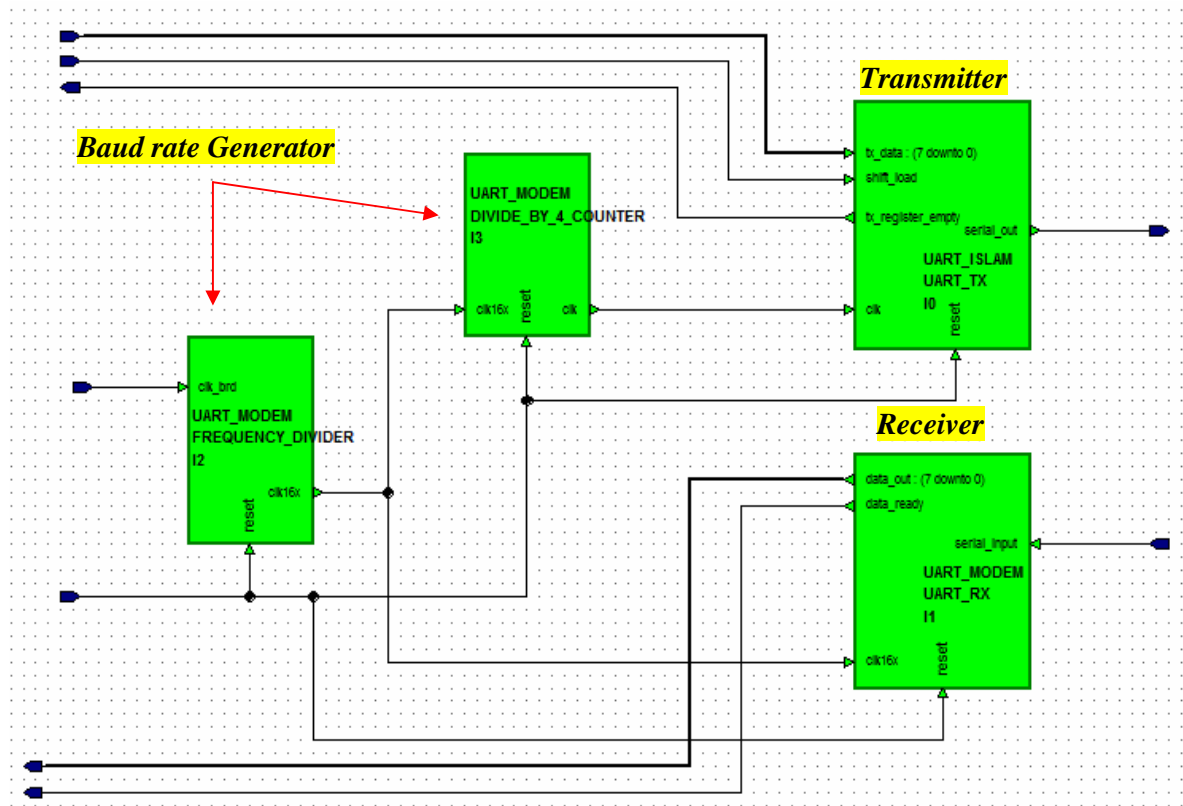 Transmitter
Baud rate Generator
tx_data : (7 downto 0)
shift_load
tx_register_empty
serial_out
UART_ISLAM
UART_TX
I0
clk
reset
UART_MODEM
DIVIDE_BY_4_COUNTER
I3
clk16x
reset
clk
clk_brd
UART_MODEM
FREQUENCY_DIVIDER
I2
clk16x
reset
Receiver
data_out : (7 downto 0)
data_ready
serial_input
UART_MODEM
UART_RX
I1
clk16x
reset